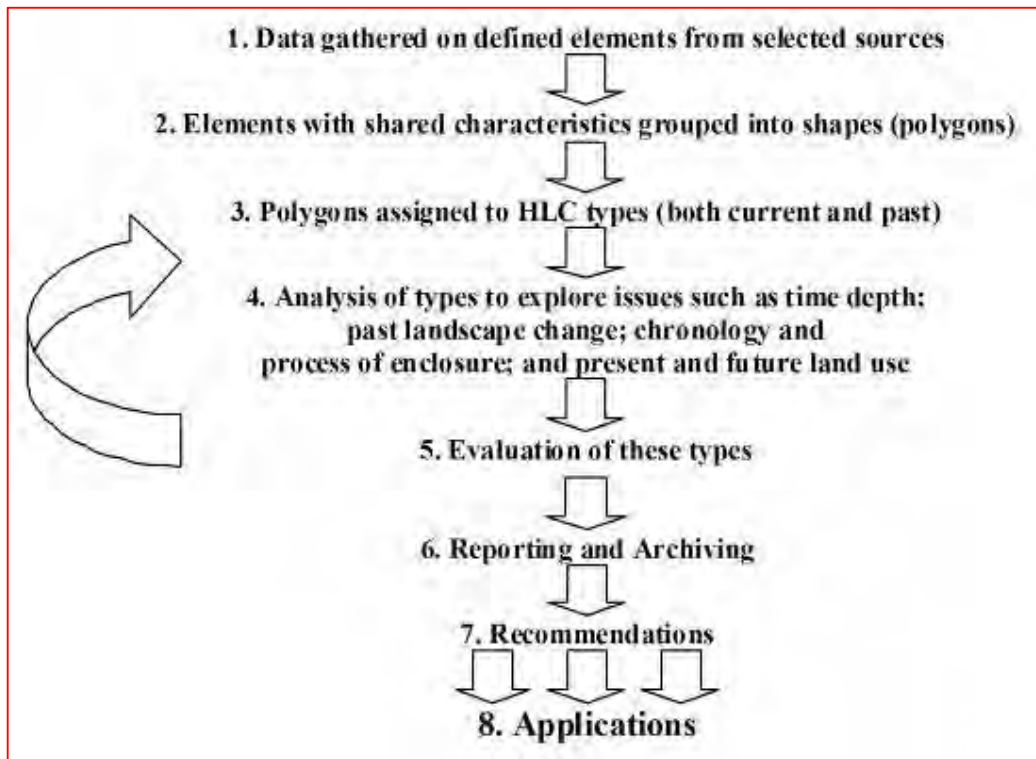 1. Data gathered on defined elements from selected sources
2. Elements with shared characteristics grouped into shapes (polygons)
3. Polygons assigned to HLC types (both current and past)
4. Analysis of types to explore issues such as time depth;
past landscape change; chronology and
process of enclosure; and present and future land use
5. Evaluation of these types
6. Reporting and Archiving
7. Recommendations
8. Applications